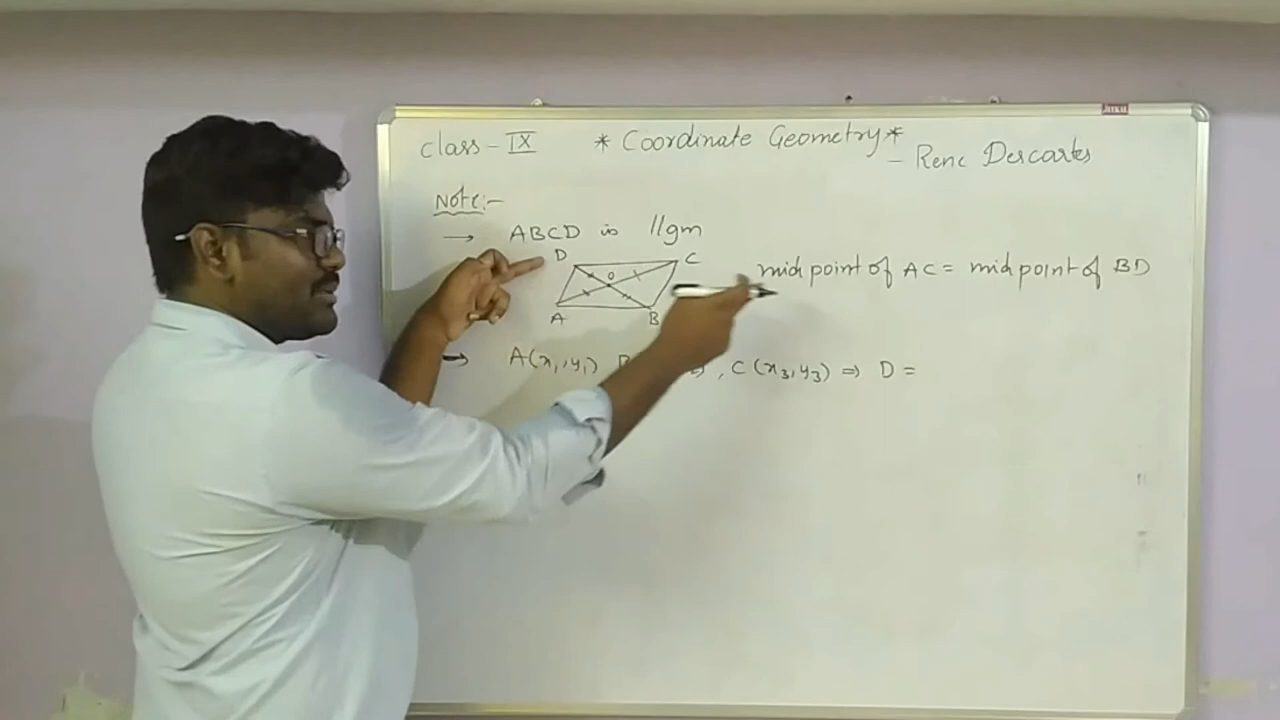 class - IX * Coordinate Geometry *
- Rene Descartes
Note:-
→ ABCD is //gm
D C
O
A B
mid point of AC = mid point of BD
→ A(x₁,y₁) , C(x₃,y₃) ⇒ D =